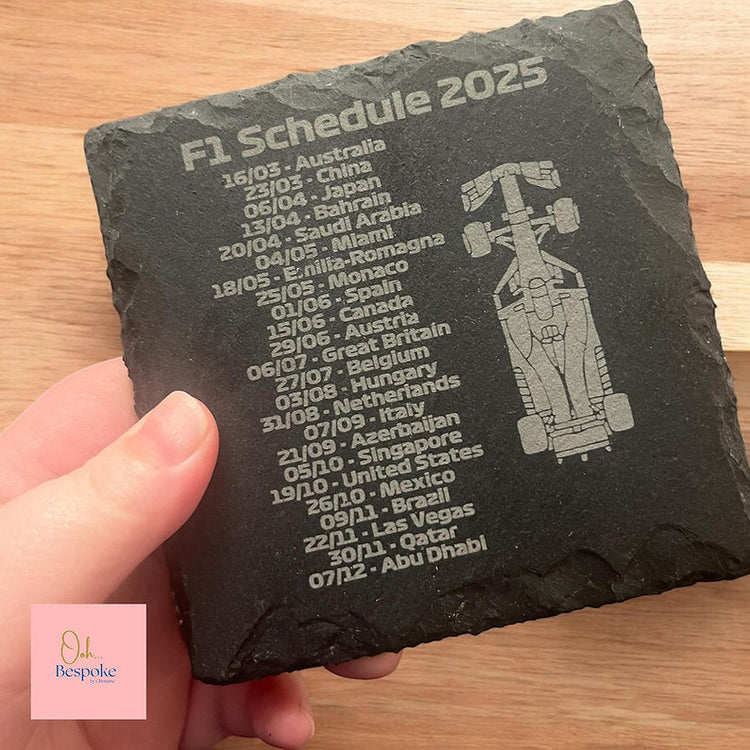 F1 Schedule 2025
16/03 - Australia
23/03 - China
06/04 - Japan
13/04 - Bahrain
20/04 - Saudi Arabia
04/05 - Miami
18/05 - Emilia-Romagna
25/05 - Monaco
01/06 - Spain
15/06 - Canada
29/06 - Austria
06/07 - Great Britain
27/07 - Belgium
03/08 - Hungary
31/08 - Netherlands
07/09 - Italy
21/09 - Azerbaijan
05/10 - Singapore
19/10 - United States
26/10 - Mexico
09/11 - Brazil
22/11 - Las Vegas
30/11 - Qatar
07/12 - Abu Dhabi
Ooh...
Bespoke